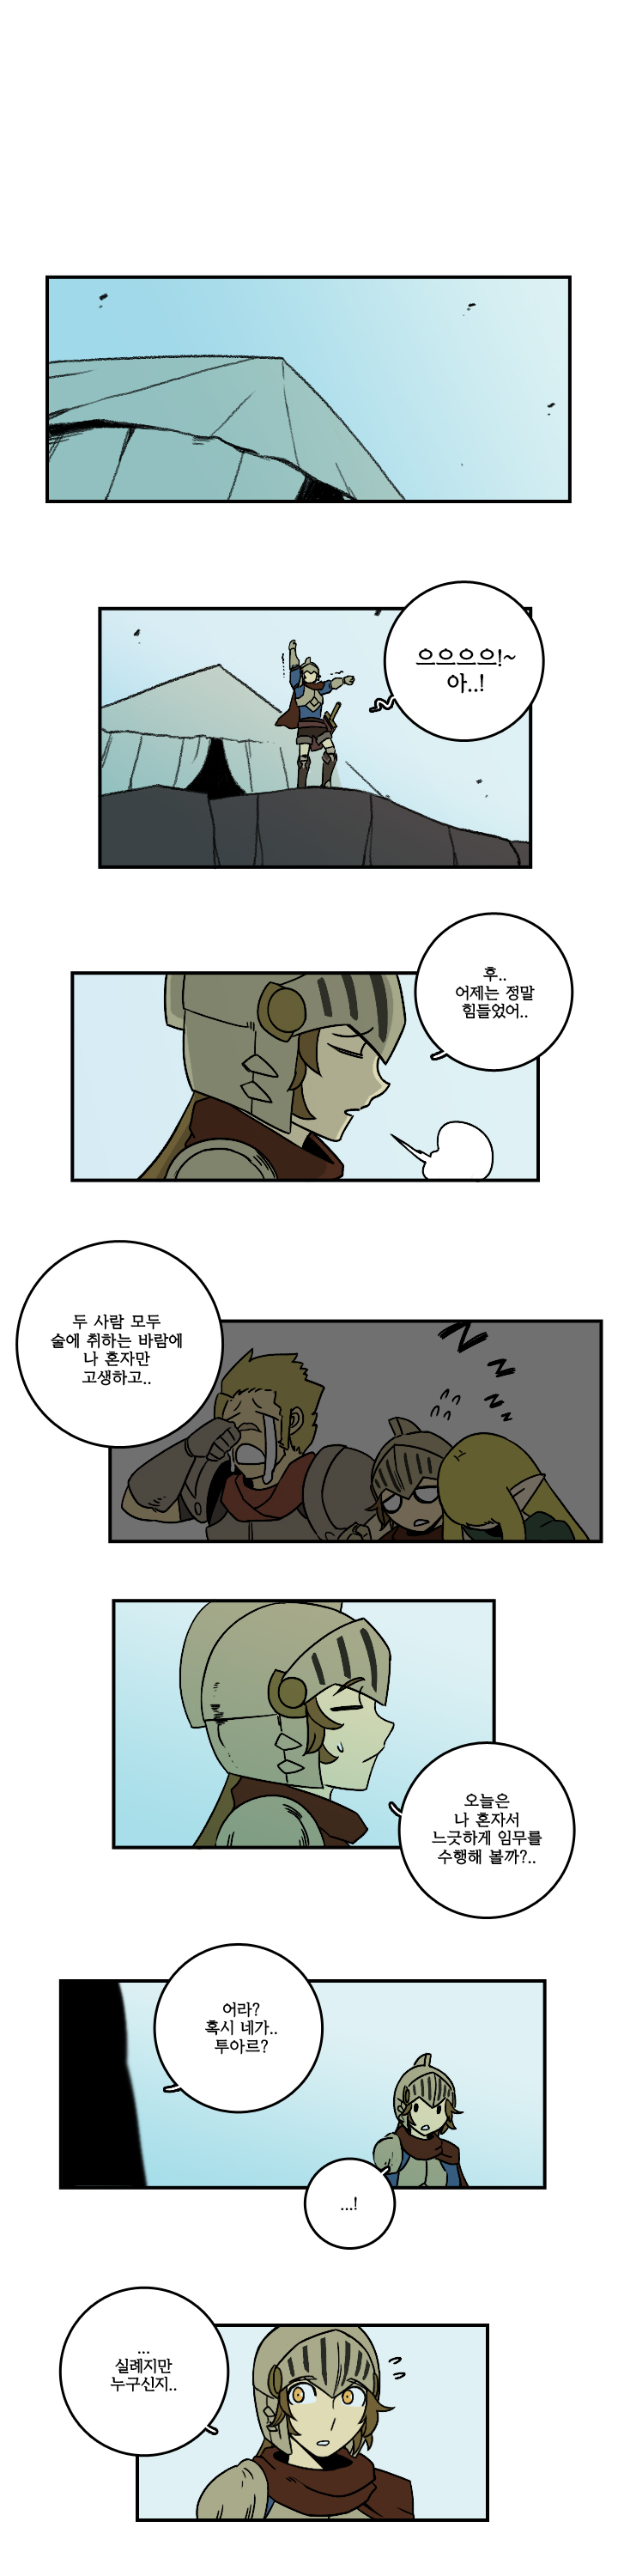 으으으으!~
아..!
후..
어제는 정말
힘들었어..
두 사람 모두
술에 취하는 바람에
나 혼자만
고생하고..
오늘은
나 혼자서
느긋하게 임무를
수행해 볼까?..
어라?
혹시 네가..
투아르?
...!
...
실례지만
누구신지..